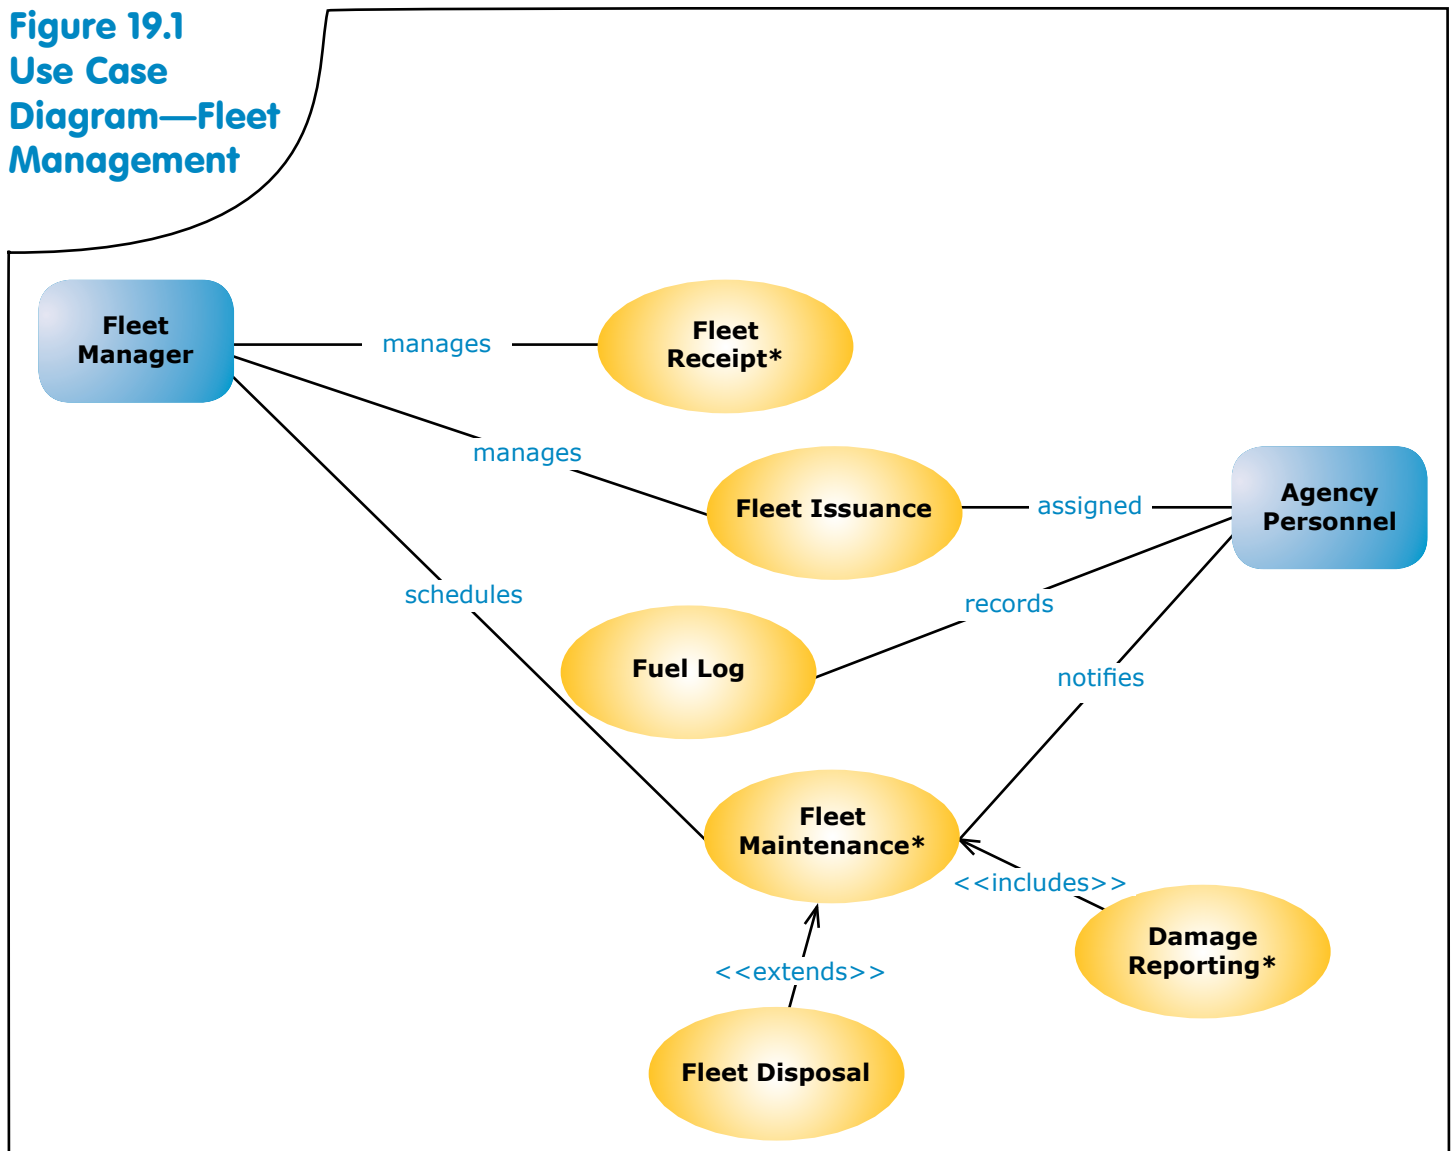 Figure 19.1
Use Case
Diagram—Fleet
Management
Fleet
Manager
manages
Fleet
Receipt*
manages
Fleet Issuance
assigned
Agency
Personnel
schedules
records
Fuel Log
notifies
Fleet
Maintenance*
<<includes>>
Damage
Reporting*
<<extends>>
Fleet Disposal